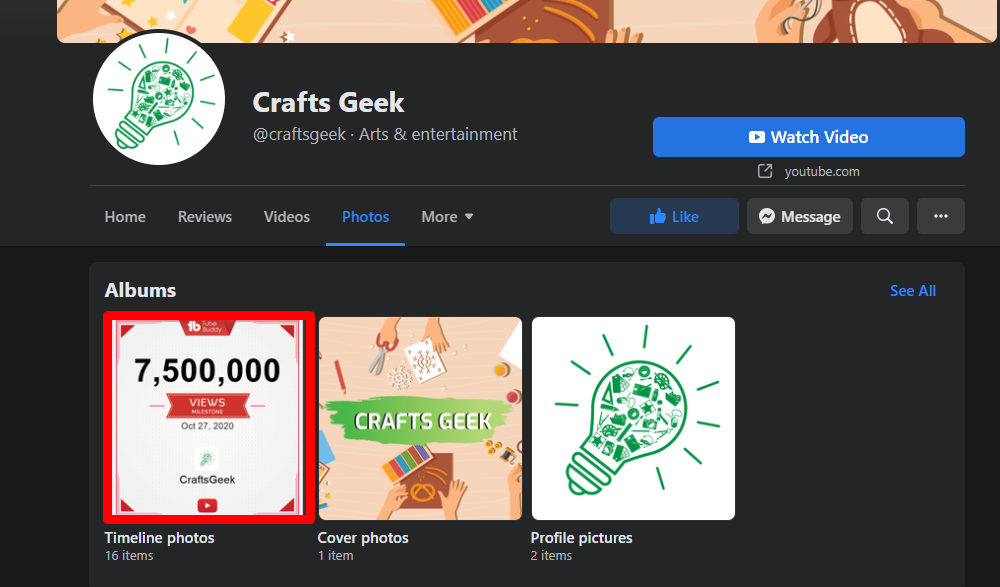 Crafts Geek
@craftsgeek · Arts & entertainment
Watch Video
youtube.com
Home Reviews Videos Photos More
Like Message
Albums
See All
tb Tube Buddy
7,500,000
VIEWS
MILESTONE
Oct 27, 2020
CraftsGeek
CRAFTS GEEK
Timeline photos
16 items
Cover photos
1 item
Profile pictures
2 items